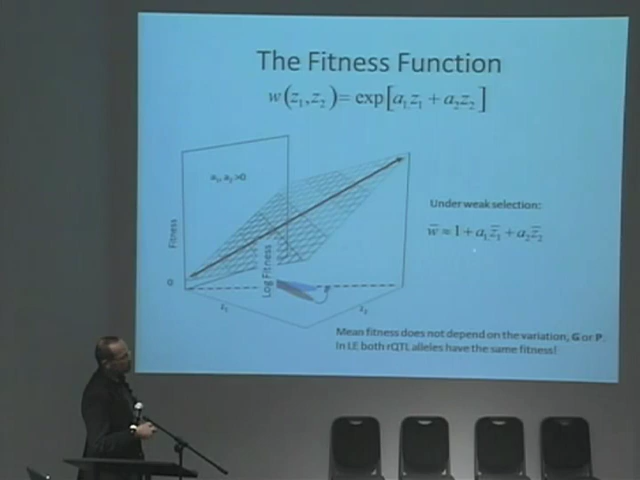 The Fitness Function
w(z₁,z₂)=exp[a₁z₁+a₂z₂]
a₁, a₂ >0
Fitness
Log Fitness
0
z₁
z₂
Under weak selection:
w̅ ≈ 1+a₁z̅₁+a₂z̅₂
Mean fitness does not depend on the variation, G or P.
In LE both rQTL alleles have the same fitness!